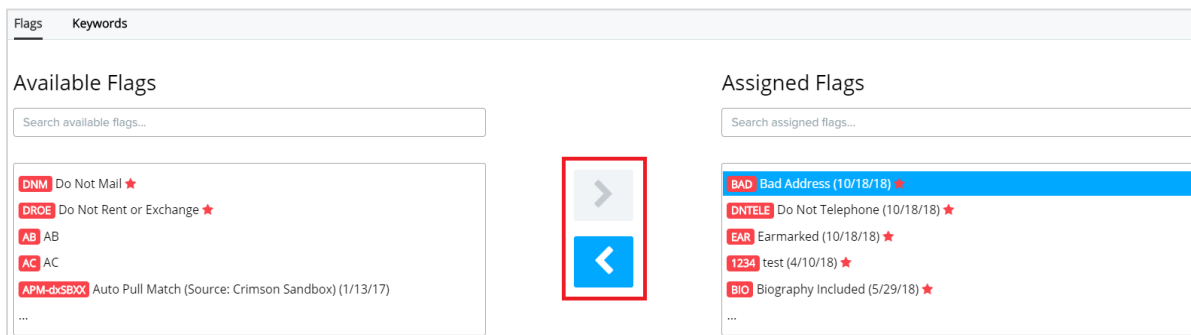 Flags Keywords
Available Flags
Search available flags...
DNM Do Not Mail
DROE Do Not Rent or Exchange
AB AB
AC AC
APM-dxSBXX Auto Pull Match (Source: Crimson Sandbox) (1/13/17)
...
Assigned Flags
Search assigned flags...
BAD Bad Address (10/18/18)
DNTELE Do Not Telephone (10/18/18)
EAR Earmarked (10/18/18)
1234 test (4/10/18)
BIO Biography Included (5/29/18)
...